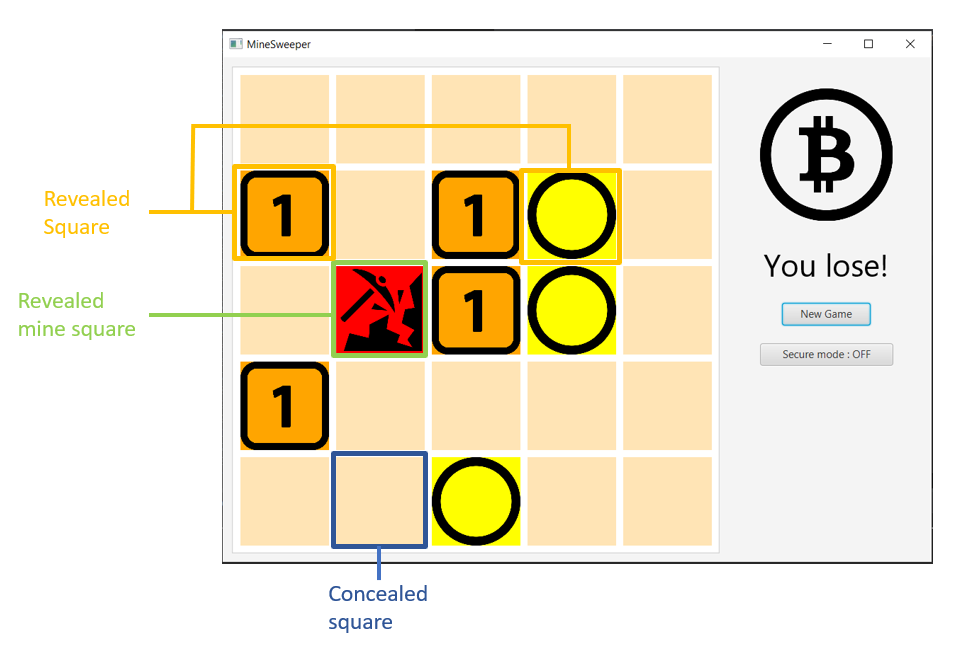 MineSweeper
1
1
Revealed
Square
You lose!
Revealed
mine square
1
New Game
Secure mode : OFF
1
Concealed
square